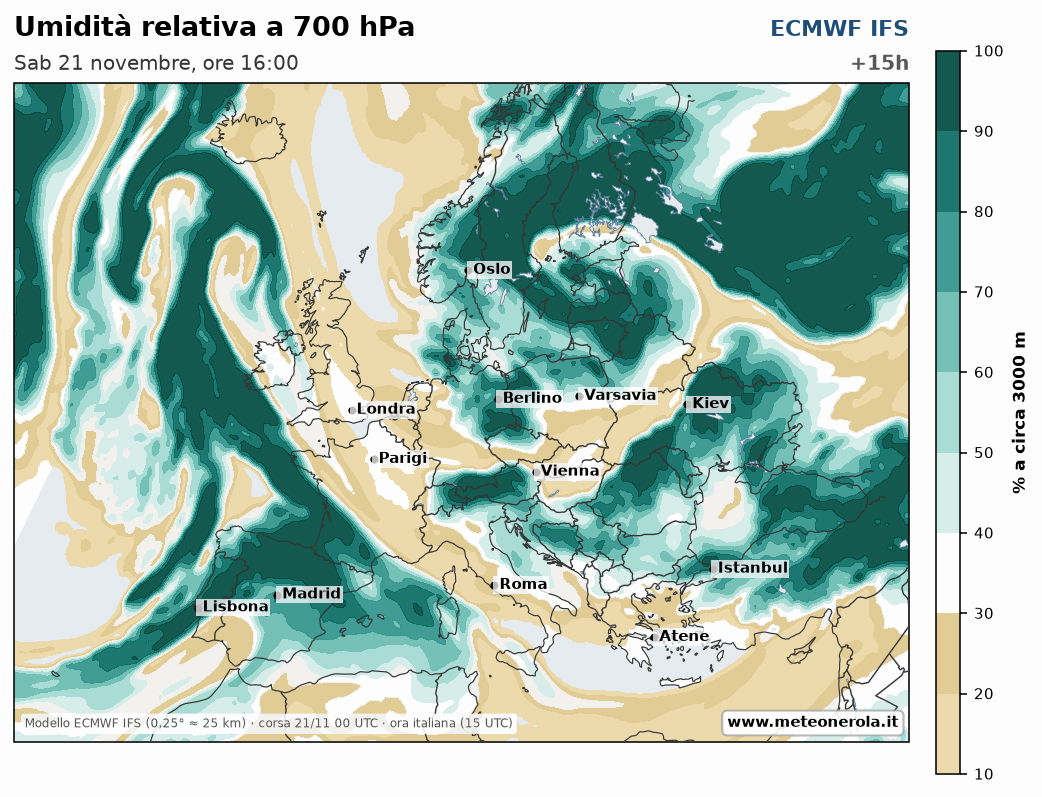 Umidità relativa a 700 hPa
ECMWF IFS
Sab 21 novembre, ore 16:00
+15h
100
90
80
70
60
50
40
30
20
10
% a circa 3000 m
Oslo
Berlino
Varsavia
Kiev
Londra
Parigi
Vienna
Istanbul
Roma
Madrid
Lisbona
Atene
Modello ECMWF IFS (0,25° ≈ 25 km) · corsa 21/11 00 UTC · ora italiana (15 UTC)
www.meteonerola.it